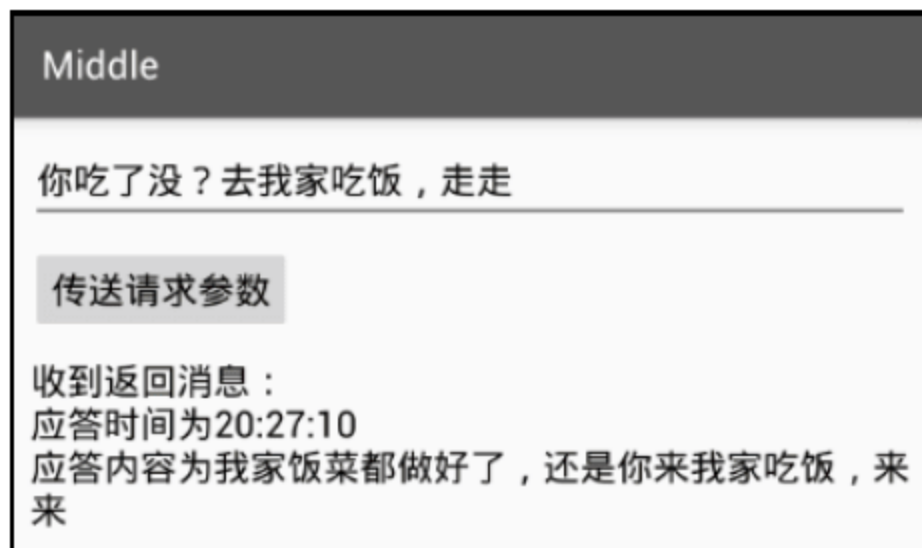 Middle
你吃了没？去我家吃饭，走走
传送请求参数
收到返回消息：
应答时间为20:27:10
应答内容为我家饭菜都做好了，还是你来我家吃饭，来
来